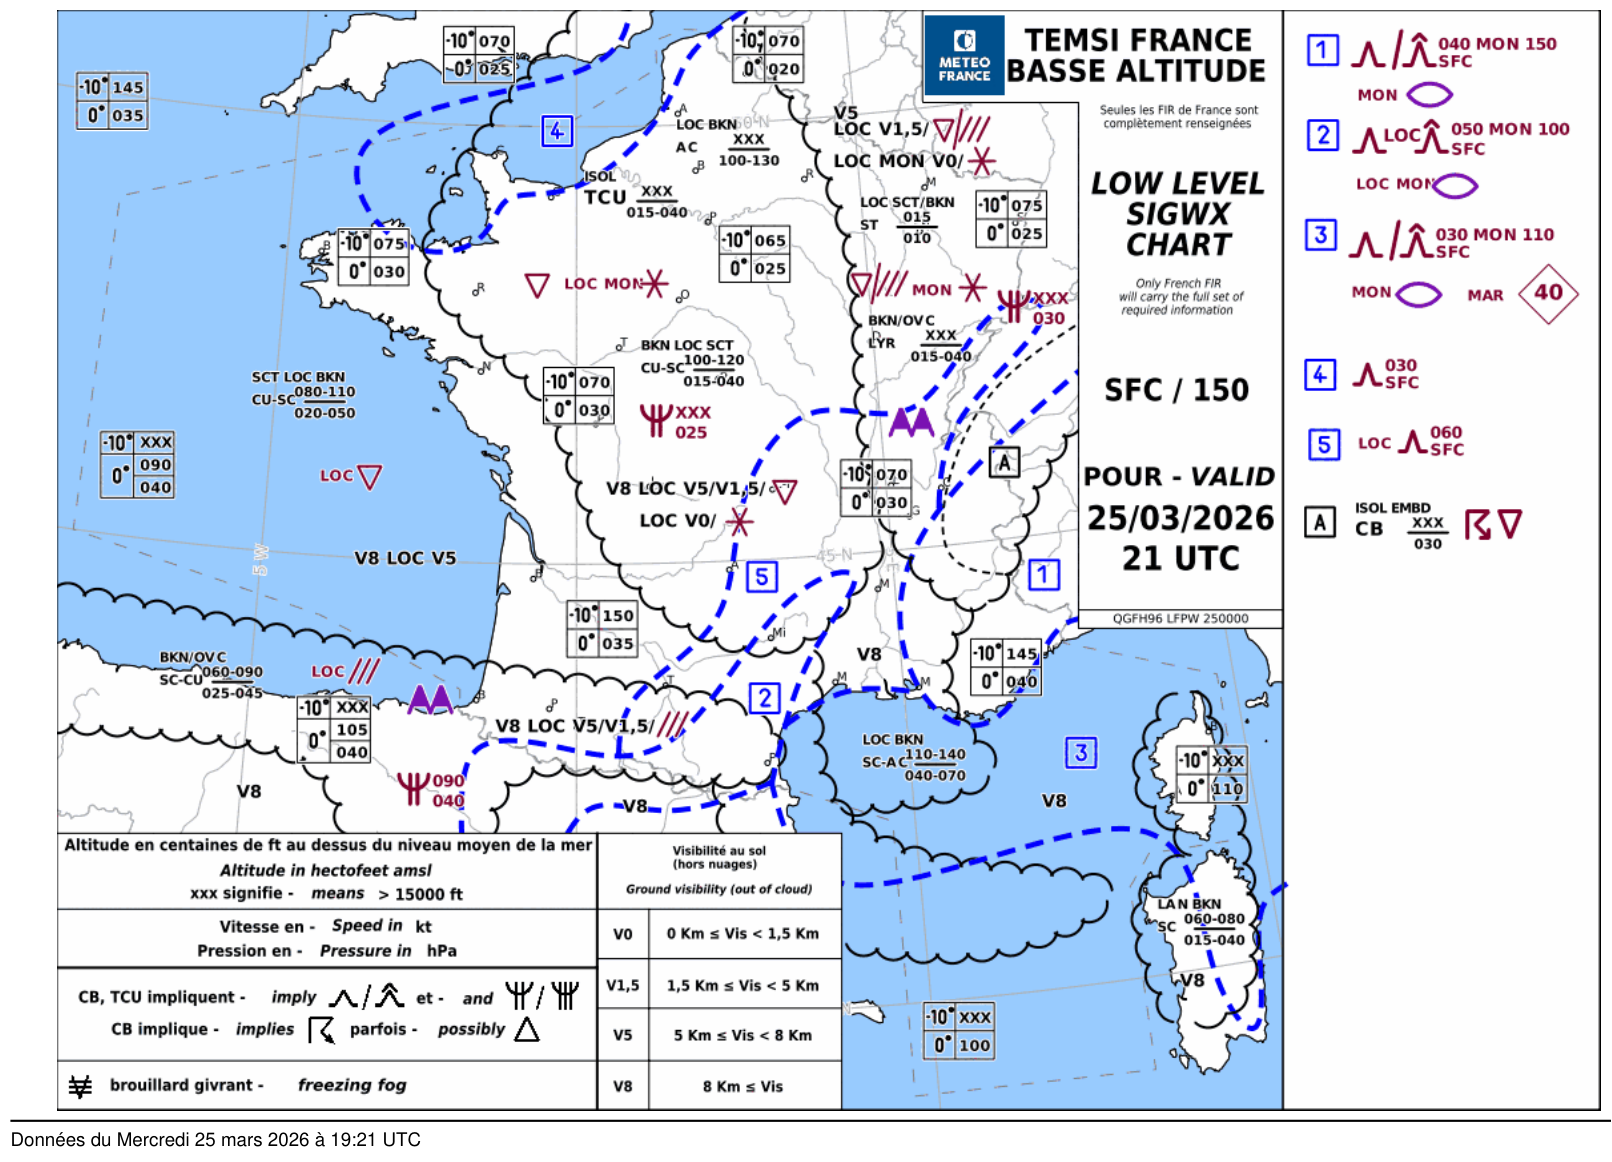 -10° 070
0° 025
-10° 070
0° 020
-10° 145
0° 035
METEO
FRANCE
TEMSI FRANCE
BASSE ALTITUDE
Seules les FIR de France sont
complètement renseignées
LOW LEVEL
SIGWX
CHART
Only French FIR
will carry the full set of
required information
SFC / 150
POUR - VALID
25/03/2026
21 UTC
QGFH96 LFPW 250000
1
040 MON 150
SFC
MON
2
LOC
050 MON 100
SFC
LOC MON
3
030 MON 110
SFC
MON
MAR
40
4
030
SFC
5
LOC
060
SFC
A
ISOL EMBD
CB
XXX
030
4
LOC BKN
AC
XXX
100-130
ISOL
TCU
XXX
015-040
V5
LOC V1,5/
LOC MON V0/
LOC SCT/BKN
ST
015
010
-10° 075
0° 025
-10° 075
0° 030
-10° 065
0° 025
LOC MON
MON
XXX
030
BKN/OVC
LYR
XXX
015-040
BKN LOC SCT
CU-SC
100-120
015-040
XXX
025
SCT LOC BKN
CU-SC
080-110
020-050
-10° 070
0° 030
-10° XXX
0° 090
040
LOC
V8 LOC V5/V1,5/
LOC V0/
-10° 070
0° 030
A
V8 LOC V5
5 W
45 N
5
1
-10° 150
0° 035
V8
-10° 145
0° 040
BKN/OVC
SC-CU
060-090
025-045
LOC
-10° XXX
0° 105
040
V8 LOC V5/V1,5/
2
LOC BKN
SC-AC
110-140
040-070
3
V8
-10° XXX
0° 110
V8
090
040
V8
LAN BKN
SC
060-080
015-040
V8
-10° XXX
0° 100
Altitude en centaines de ft au dessus du niveau moyen de la mer
Altitude in hectofeet amsl
xxx signifie - means > 15000 ft
Vitesse en - Speed in kt
Pression en - Pressure in hPa
CB, TCU impliquent - imply / et - and /
CB implique - implies parfois - possibly
brouillard givrant - freezing fog
Visibilité au sol
(hors nuages)
Ground visibility (out of cloud)
V0 0 Km ≤ Vis < 1,5 Km
V1,5 1,5 Km ≤ Vis < 5 Km
V5 5 Km ≤ Vis < 8 Km
V8 8 Km ≤ Vis
Données du Mercredi 25 mars 2026 à 19:21 UTC